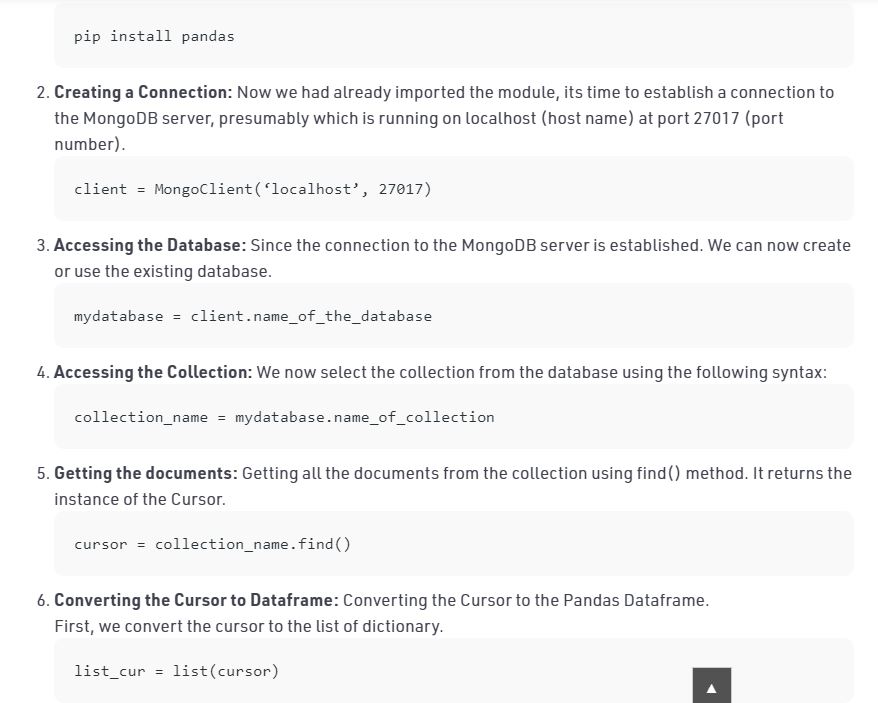 pip install pandas
2. Creating a Connection: Now we had already imported the module, its time to establish a connection to
the MongoDB server, presumably which is running on localhost (host name) at port 27017 (port
number).
client = MongoClient(‘localhost’, 27017)
3. Accessing the Database: Since the connection to the MongoDB server is established. We can now create
or use the existing database.
mydatabase = client.name_of_the_database
4. Accessing the Collection: We now select the collection from the database using the following syntax:
collection_name = mydatabase.name_of_collection
5. Getting the documents: Getting all the documents from the collection using find() method. It returns the
instance of the Cursor.
cursor = collection_name.find()
6. Converting the Cursor to Dataframe: Converting the Cursor to the Pandas Dataframe.
First, we convert the cursor to the list of dictionary.
list_cur = list(cursor)